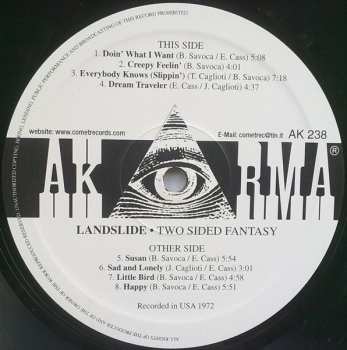 THIS SIDE
1. Doin' What I Want (B. Savoca / E. Cass) 5:08
2. Creepy Feelin' (B. Savoca) 4:01
3. Everybody Knows (Slippin') (T. Caglioti / B. Savoca) 7:18
4. Dream Traveler (E. Cass / J. Caglioti) 4:37
website: www.cometrecords.com
E-Mail: cometrec@tin.it
AK 238
AK RMA®
LANDSLIDE • TWO SIDED FANTASY
OTHER SIDE
5. Susan (B. Savoca / E. Cass) 5:54
6. Sad and Lonely (J. Caglioti / E. Cass) 3:51
7. Little Bird (B. Savoca / E. Cass) 4:58
8. Happy (B. Savoca / E. Cass) 5:51
Recorded in USA 1972